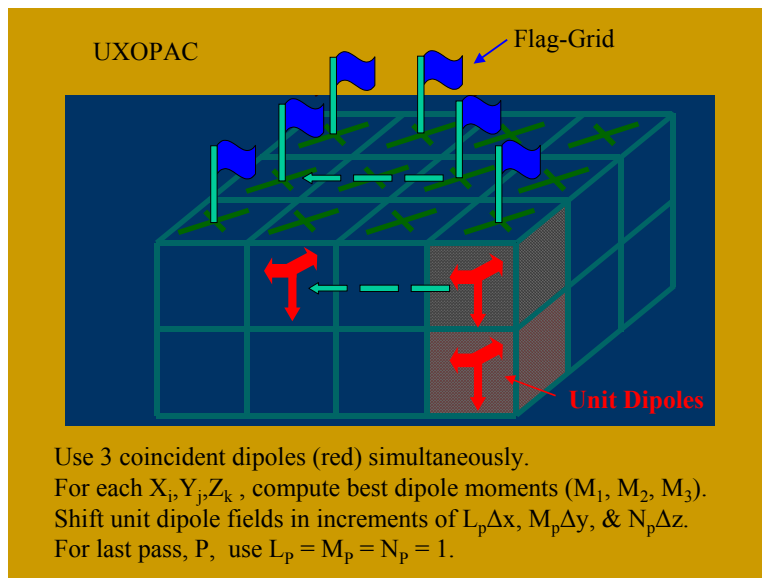 UXOPAC
Flag-Grid
Unit Dipoles
Use 3 coincident dipoles (red) simultaneously.
For each Xi,Yj,Zk , compute best dipole moments (M1, M2, M3).
Shift unit dipole fields in increments of LpΔx, MpΔy, & NpΔz.
For last pass, P, use LP = MP = NP = 1.